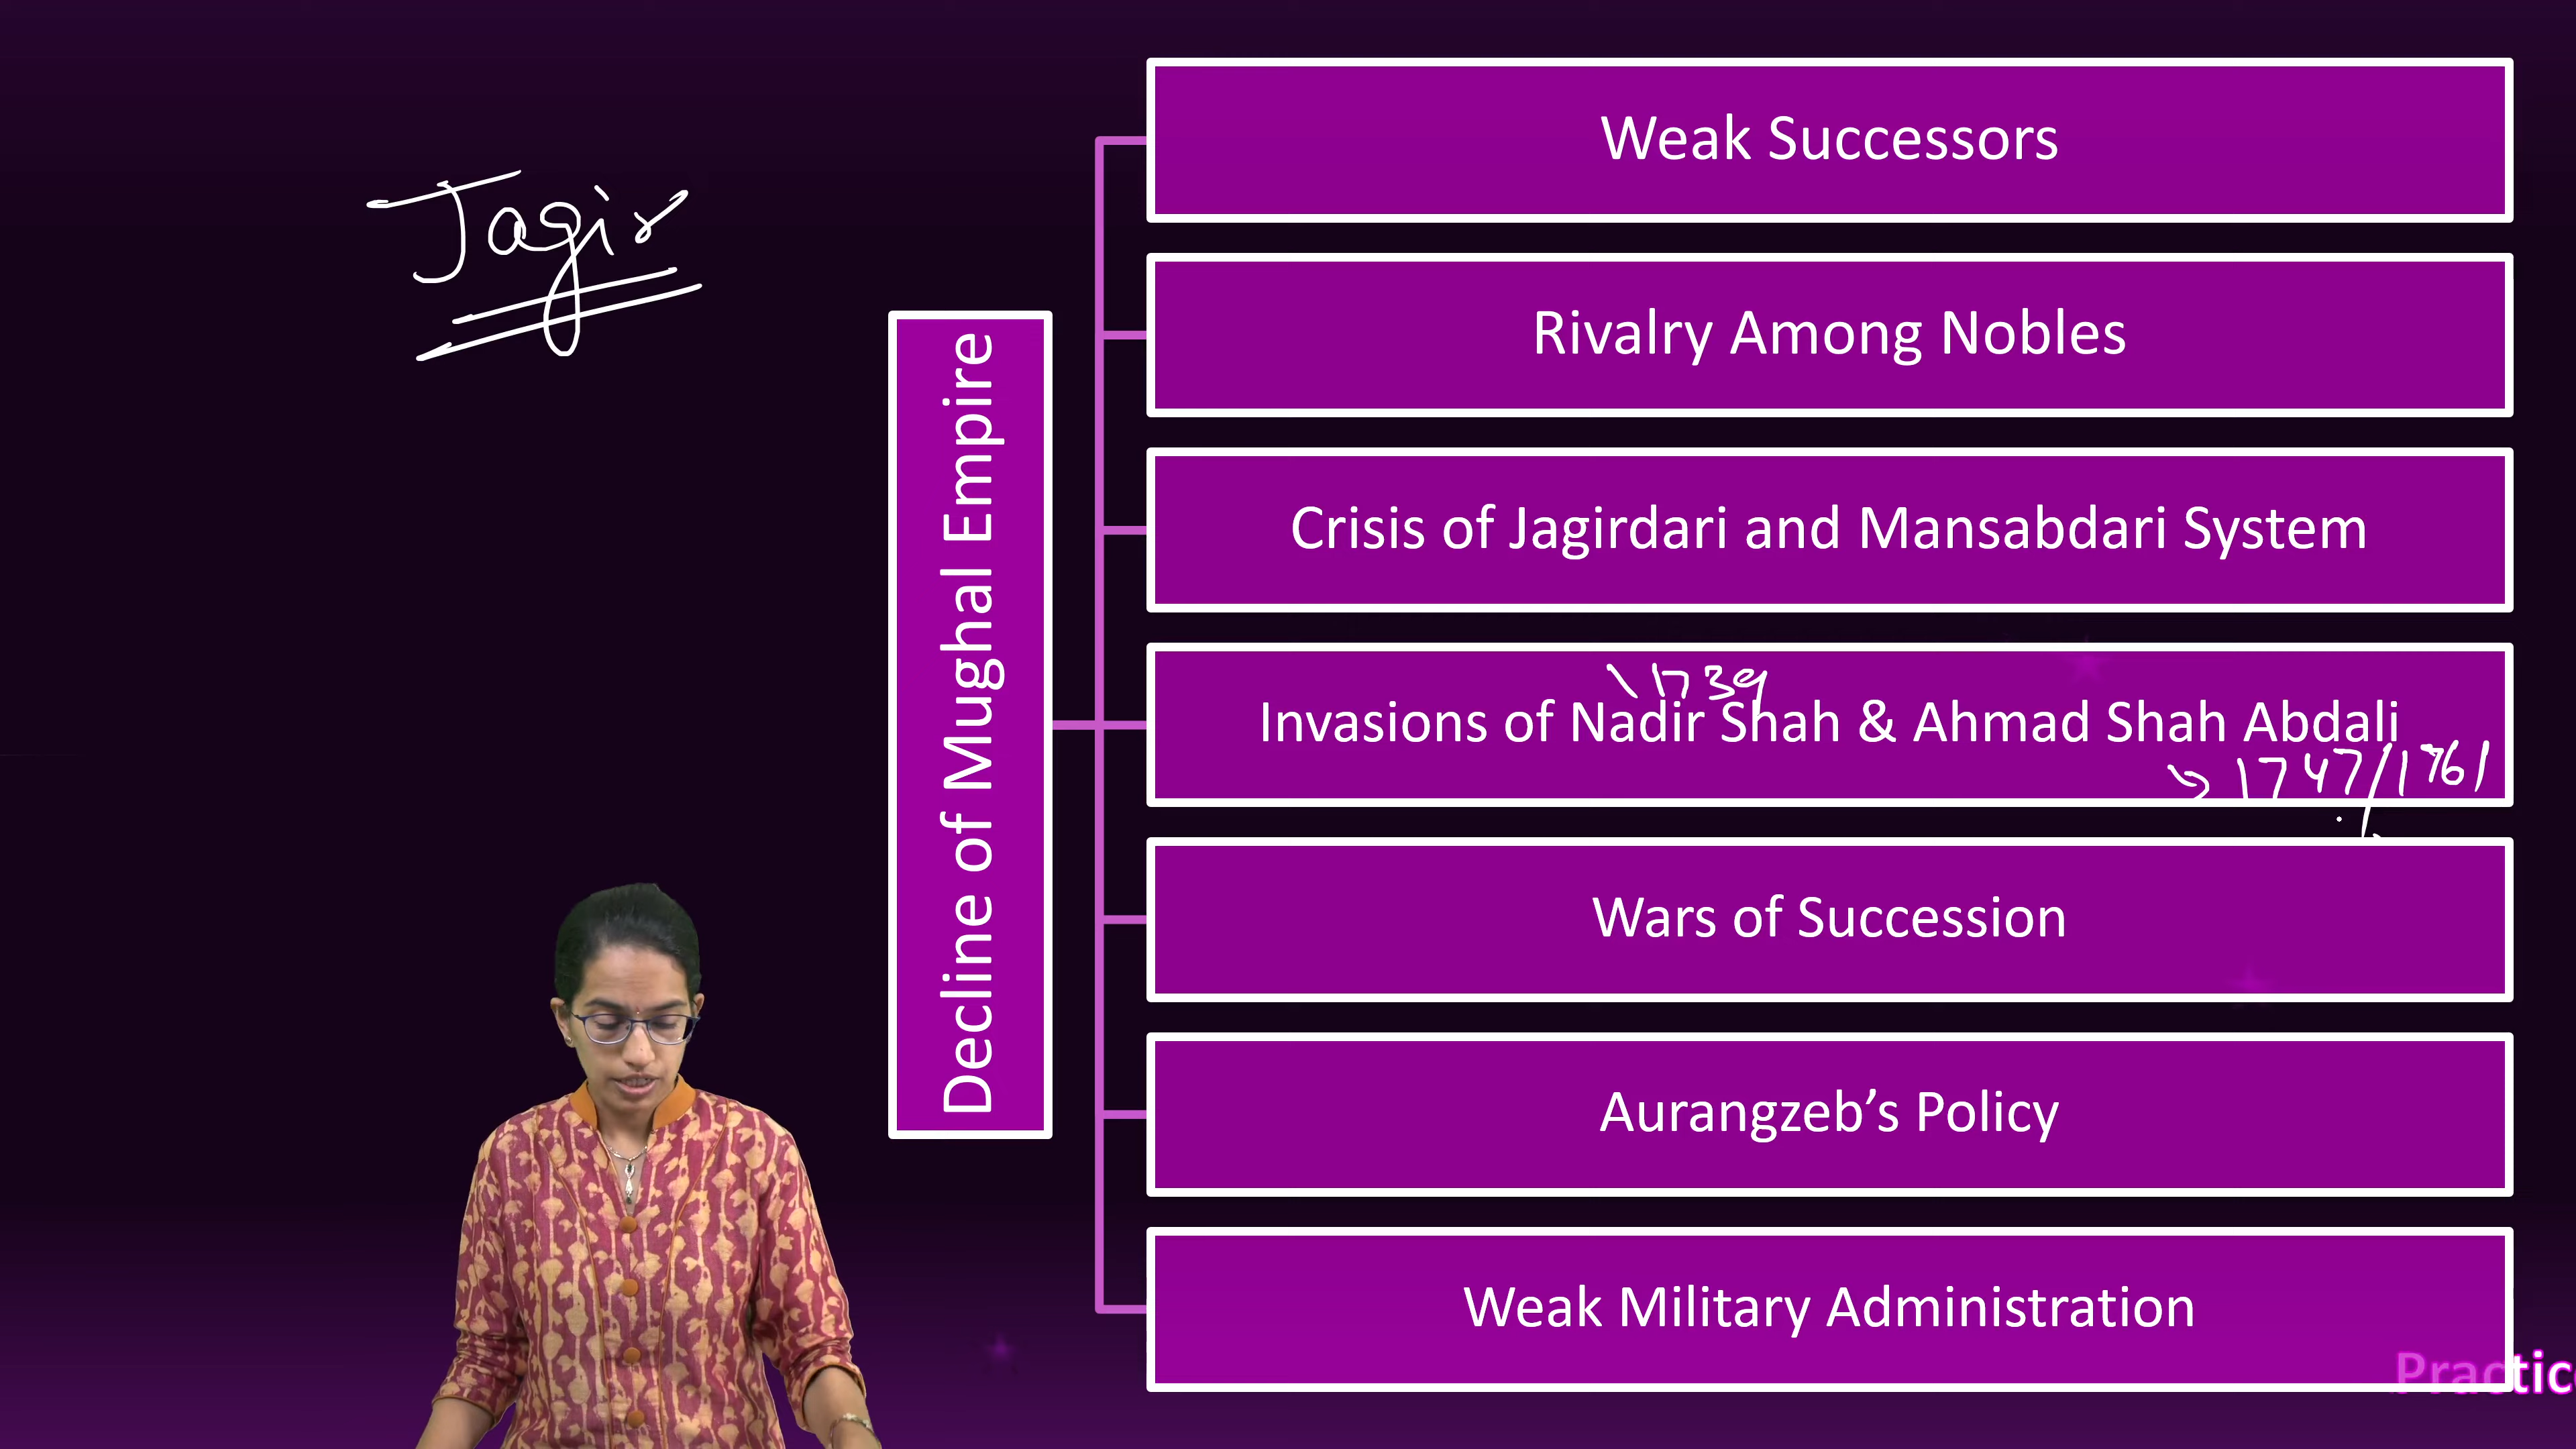 Jagir
Decline of Mughal Empire
Weak Successors
Rivalry Among Nobles
Crisis of Jagirdari and Mansabdari System
1739
Invasions of Nadir Shah & Ahmad Shah Abdali
1747/1761
Wars of Succession
Aurangzeb’s Policy
Weak Military Administration